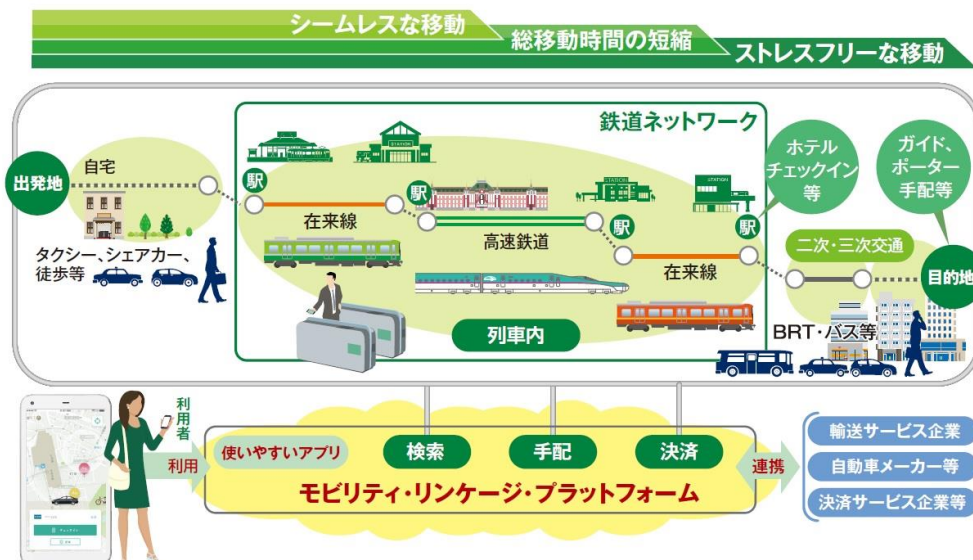 シームレスな移動
総移動時間の短縮
ストレスフリーな移動
鉄道ネットワーク
ホテル
チェックイン
等
ガイド、
ポーター
手配等
出発地
自宅
タクシー、シェアカー、
徒歩等
駅
STATION
在来線
駅
高速鉄道
STATION
駅
STATION
駅
在来線
列車内
二次・三次交通
目的地
BRT・バス等
利用者
利用
使いやすいアプリ
検索
手配
決済
モビリティ・リンケージ・プラットフォーム
連携
輸送サービス企業
自動車メーカー等
決済サービス企業等